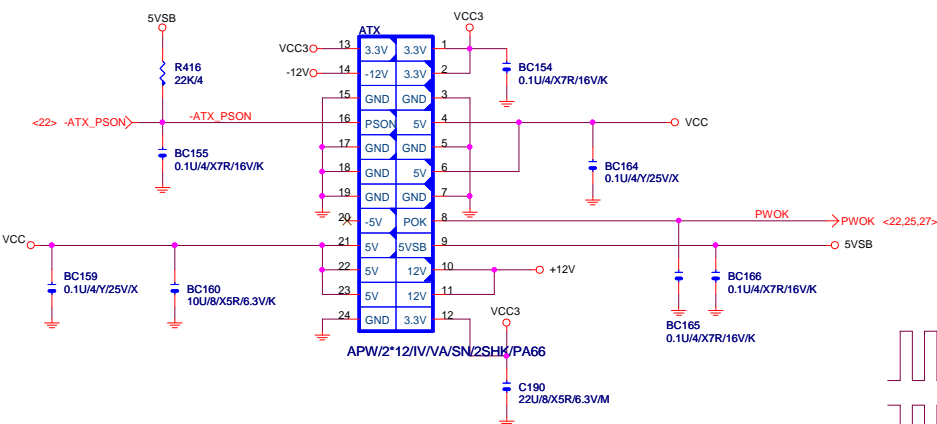 5VSB
VCC3
ATX
VCC3
13 3.3V 3.3V 1
R416
22K/4
BC154
0.1U/4/X7R/16V/K
-12V
14 -12V 3.3V 2
15 GND GND 3
<22> -ATX_PSON
-ATX_PSON
16 PSON 5V 4
VCC
BC155
0.1U/4/X7R/16V/K
17 GND GND 5
BC164
0.1U/4/Y/25V/X
18 GND 5V 6
19 GND GND 7
20 -5V POK 8
PWOK
PWOK <22,25,27>
VCC
21 5V 5VSB 9
5VSB
BC159
0.1U/4/Y/25V/X
BC160
10U/8/X5R/6.3V/K
22 5V 12V 10
+12V
BC166
0.1U/4/X7R/16V/K
23 5V 12V 11
VCC3
24 GND 3.3V 12
BC165
0.1U/4/X7R/16V/K
APW/2*12/IV/VA/SN/2SHK/PA66
C190
22U/8/X5R/6.3V/M